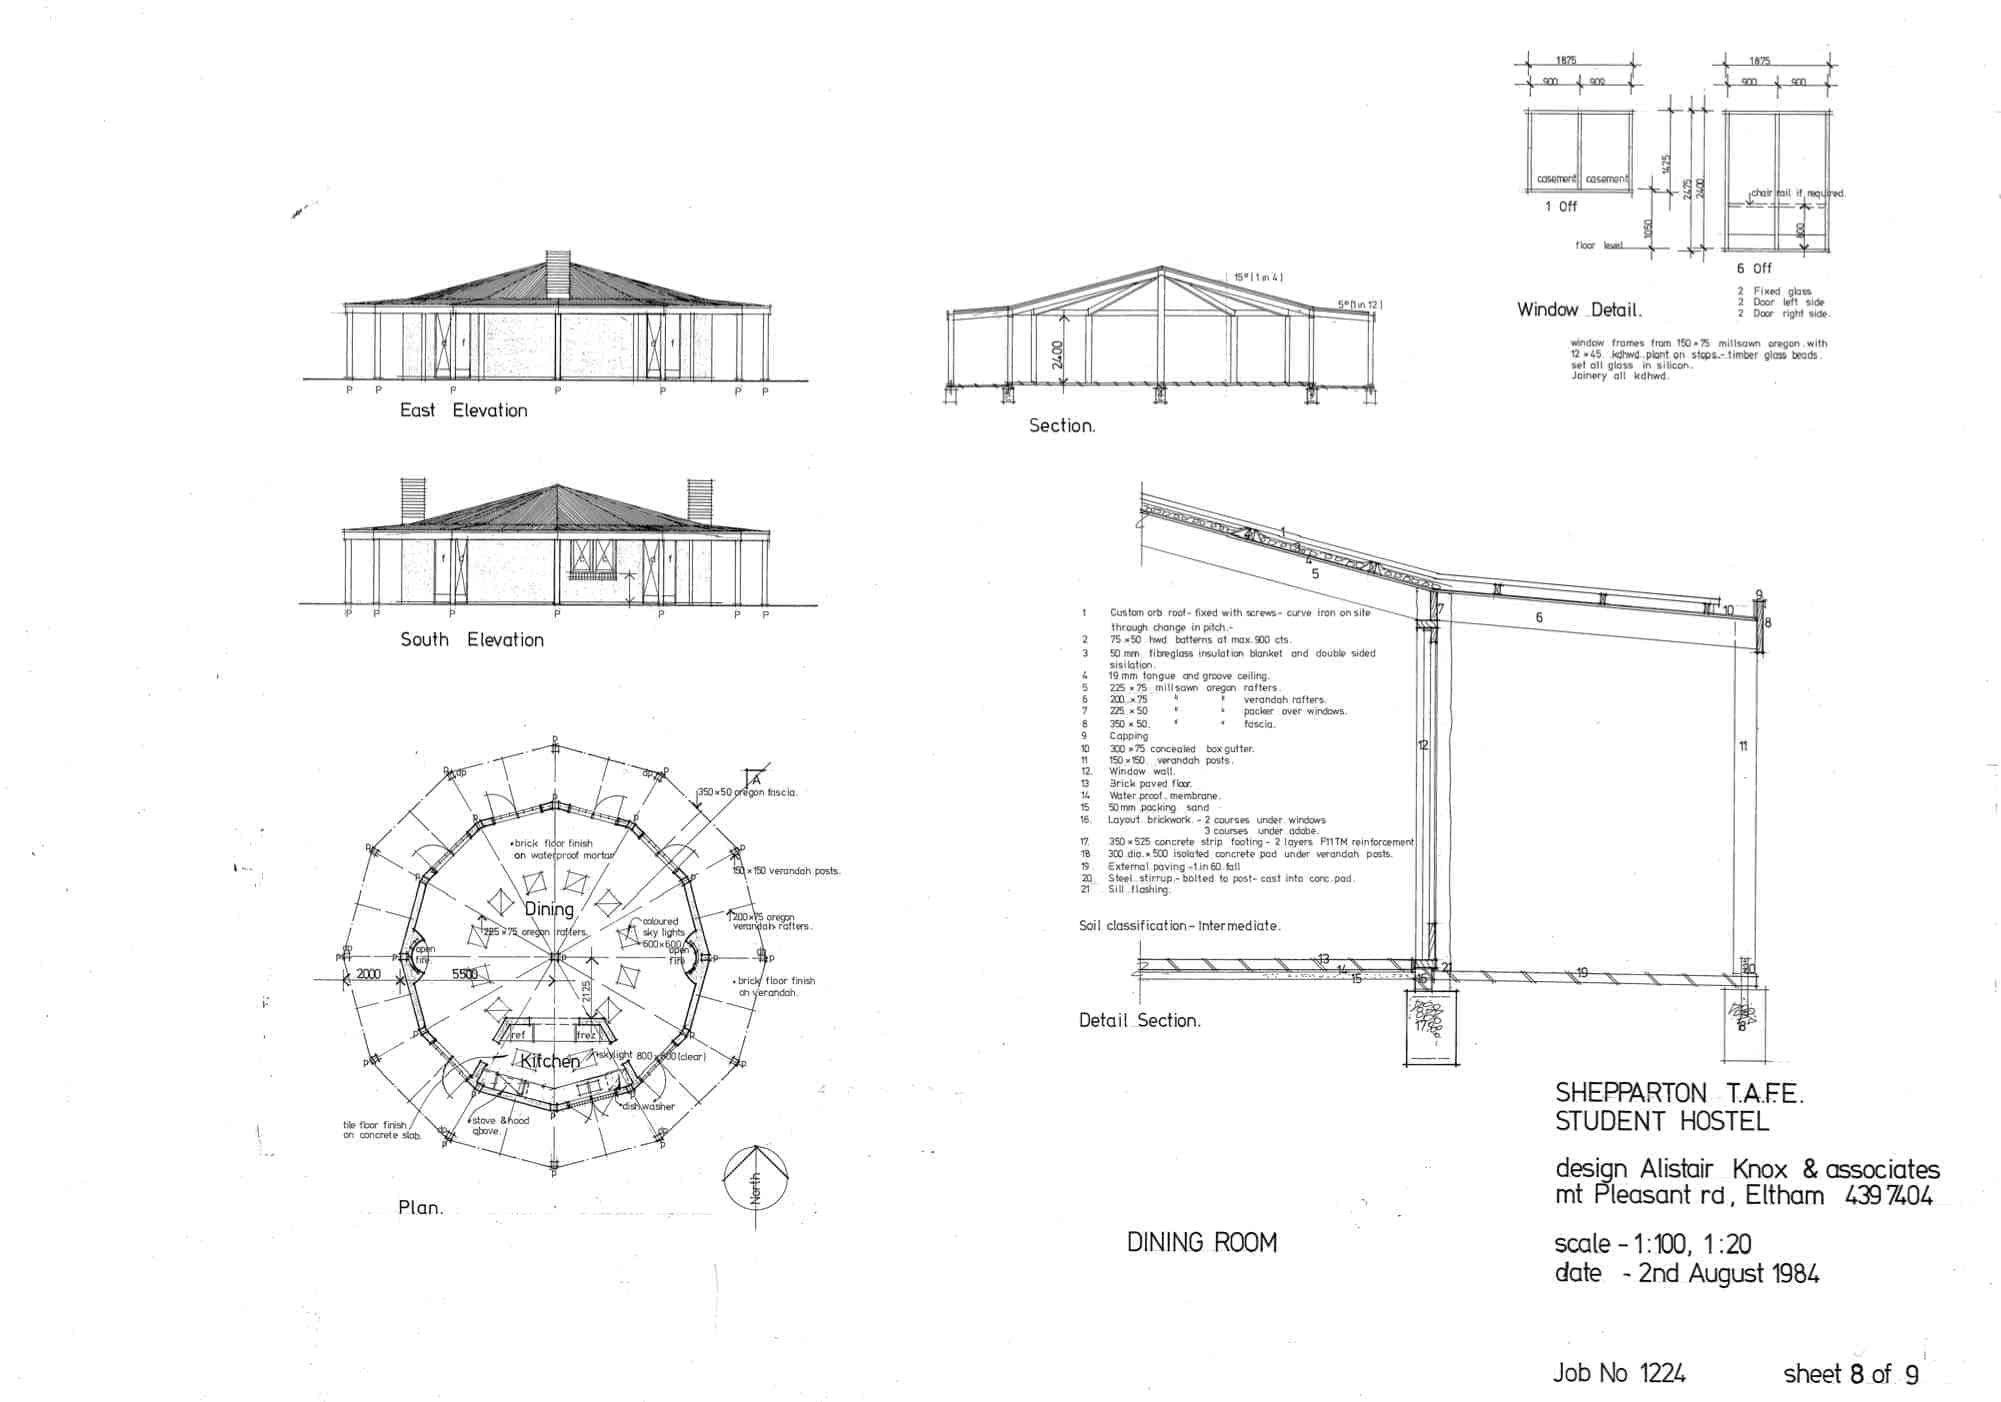 1875
900 900
casement casement
1 Off
1425
1050
floor level
2475
2400
1875
900 900
chair rail if required.
800
6 Off
2 Fixed glass
2 Door left side
2 Door right side.
Window Detail.
window frames from 150×75 millsawn oregon with
12×45 kdhwd plant on stops - timber glass beads.
set all glass in silicon.
Joinery all kdhwd.
d f d f
P P P P P P P
East Elevation
15° (1 in 4)
5° (1 in 12)
2400
Section.
f d c c d f
P P P P P P P
South Elevation
1 Custom orb roof - fixed with screws - curve iron on site
through change in pitch.-
2 75×50 hwd battens at max. 900 cts.
3 50 mm fibreglass insulation blanket and double sided
sisilation.
4 19 mm tongue and groove ceiling.
5 225×75 millsawn oregon rafters.
6 200×75 " " verandah rafters.
7 225×50 " " packer over windows.
8 350×50. " " fascia.
9 Capping
10 300×75 concealed box gutter.
11 150×150 verandah posts.
12. Window wall.
13 Brick paved floor.
14 Water proof membrane.
15 50mm packing sand
16. Layout brickwork. - 2 courses under windows
3 courses under adobe.
17. 350×525 concrete strip footing - 2 layers F11TM reinforcement
18 300 dia.×500 isolated concrete pad under verandah posts.
19. External paving - 1 in 60 fall
20. Steel stirrup - bolted to post - cast into conc. pad.
21 Sill flashing.
Soil classification - Intermediate.
1
2
3
4
5
6
7
8
9
10
11
12
13
14
15
16
17
18
19
20
21
Detail Section.
A
350×50 oregon fascia.
150×150 verandah posts.
200×75 oregon
verandah rafters.
• brick floor finish
on verandah.
• brick floor finish
on waterproof mortar
Dining
225×75 oregon rafters.
coloured
sky lights
600×600
open
fire.
open
fire
2000 5500
2125
ref frez
Kitchen
skylight 800×800 (clear)
• dish washer
• stove & hood
above.
tile floor finish
on concrete slab.
dp dp dp dp dp dp
p p p p p p p p p p p p
Plan.
North
DINING ROOM
SHEPPARTON T.A.F.E.
STUDENT HOSTEL
design Alistair Knox & associates
mt Pleasant rd, Eltham 439 7404
scale - 1:100, 1:20
date - 2nd August 1984
Job No 1224 sheet 8 of 9